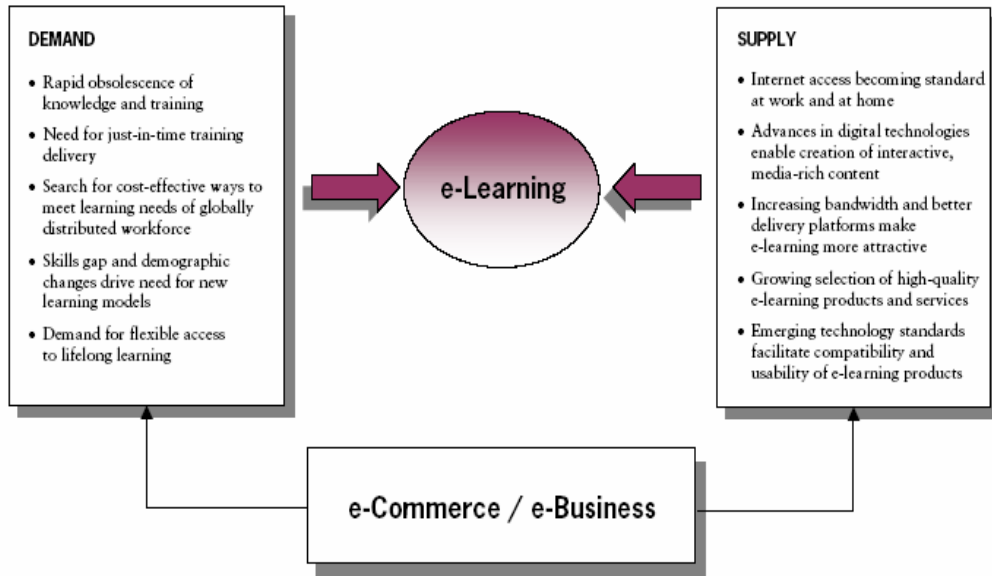 DEMAND
• Rapid obsolescence of
knowledge and training
• Need for just-in-time training
delivery
• Search for cost-effective ways to
meet learning needs of globally
distributed workforce
• Skills gap and demographic
changes drive need for new
learning models
• Demand for flexible access
to lifelong learning
e-Learning
SUPPLY
• Internet access becoming standard
at work and at home
• Advances in digital technologies
enable creation of interactive,
media-rich content
• Increasing bandwidth and better
delivery platforms make
e-learning more attractive
• Growing selection of high-quality
e-learning products and services
• Emerging technology standards
facilitate compatibility and
usability of e-learning products
e-Commerce / e-Business